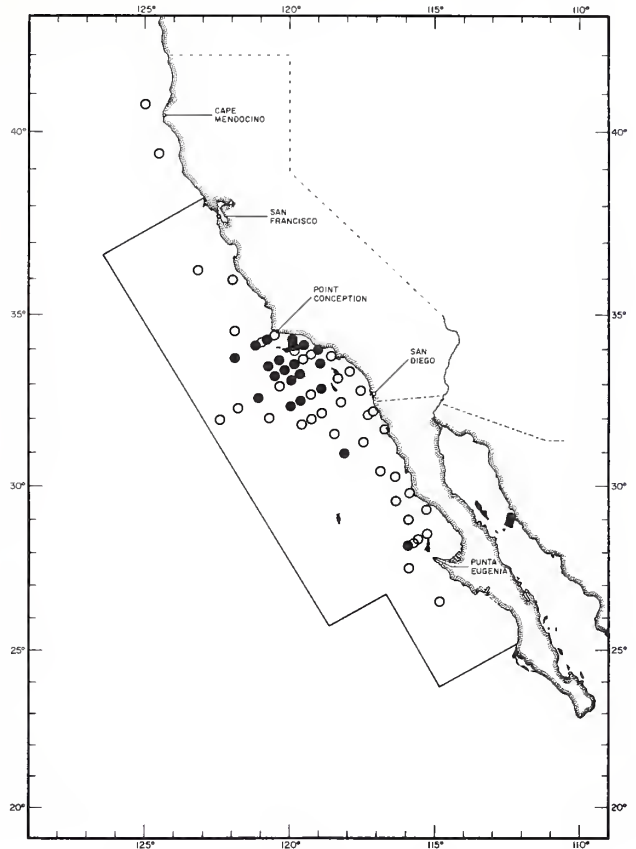 125° 120° 115° 110°
40° 40°
CAPE
MENDOCINO
SAN
FRANCISCO
35° 35°
POINT
CONCEPTION
SAN
DIEGO
30° 30°
PUNTA
EUGENIA
25° 25°
20° 20°
125° 120° 115° 110°